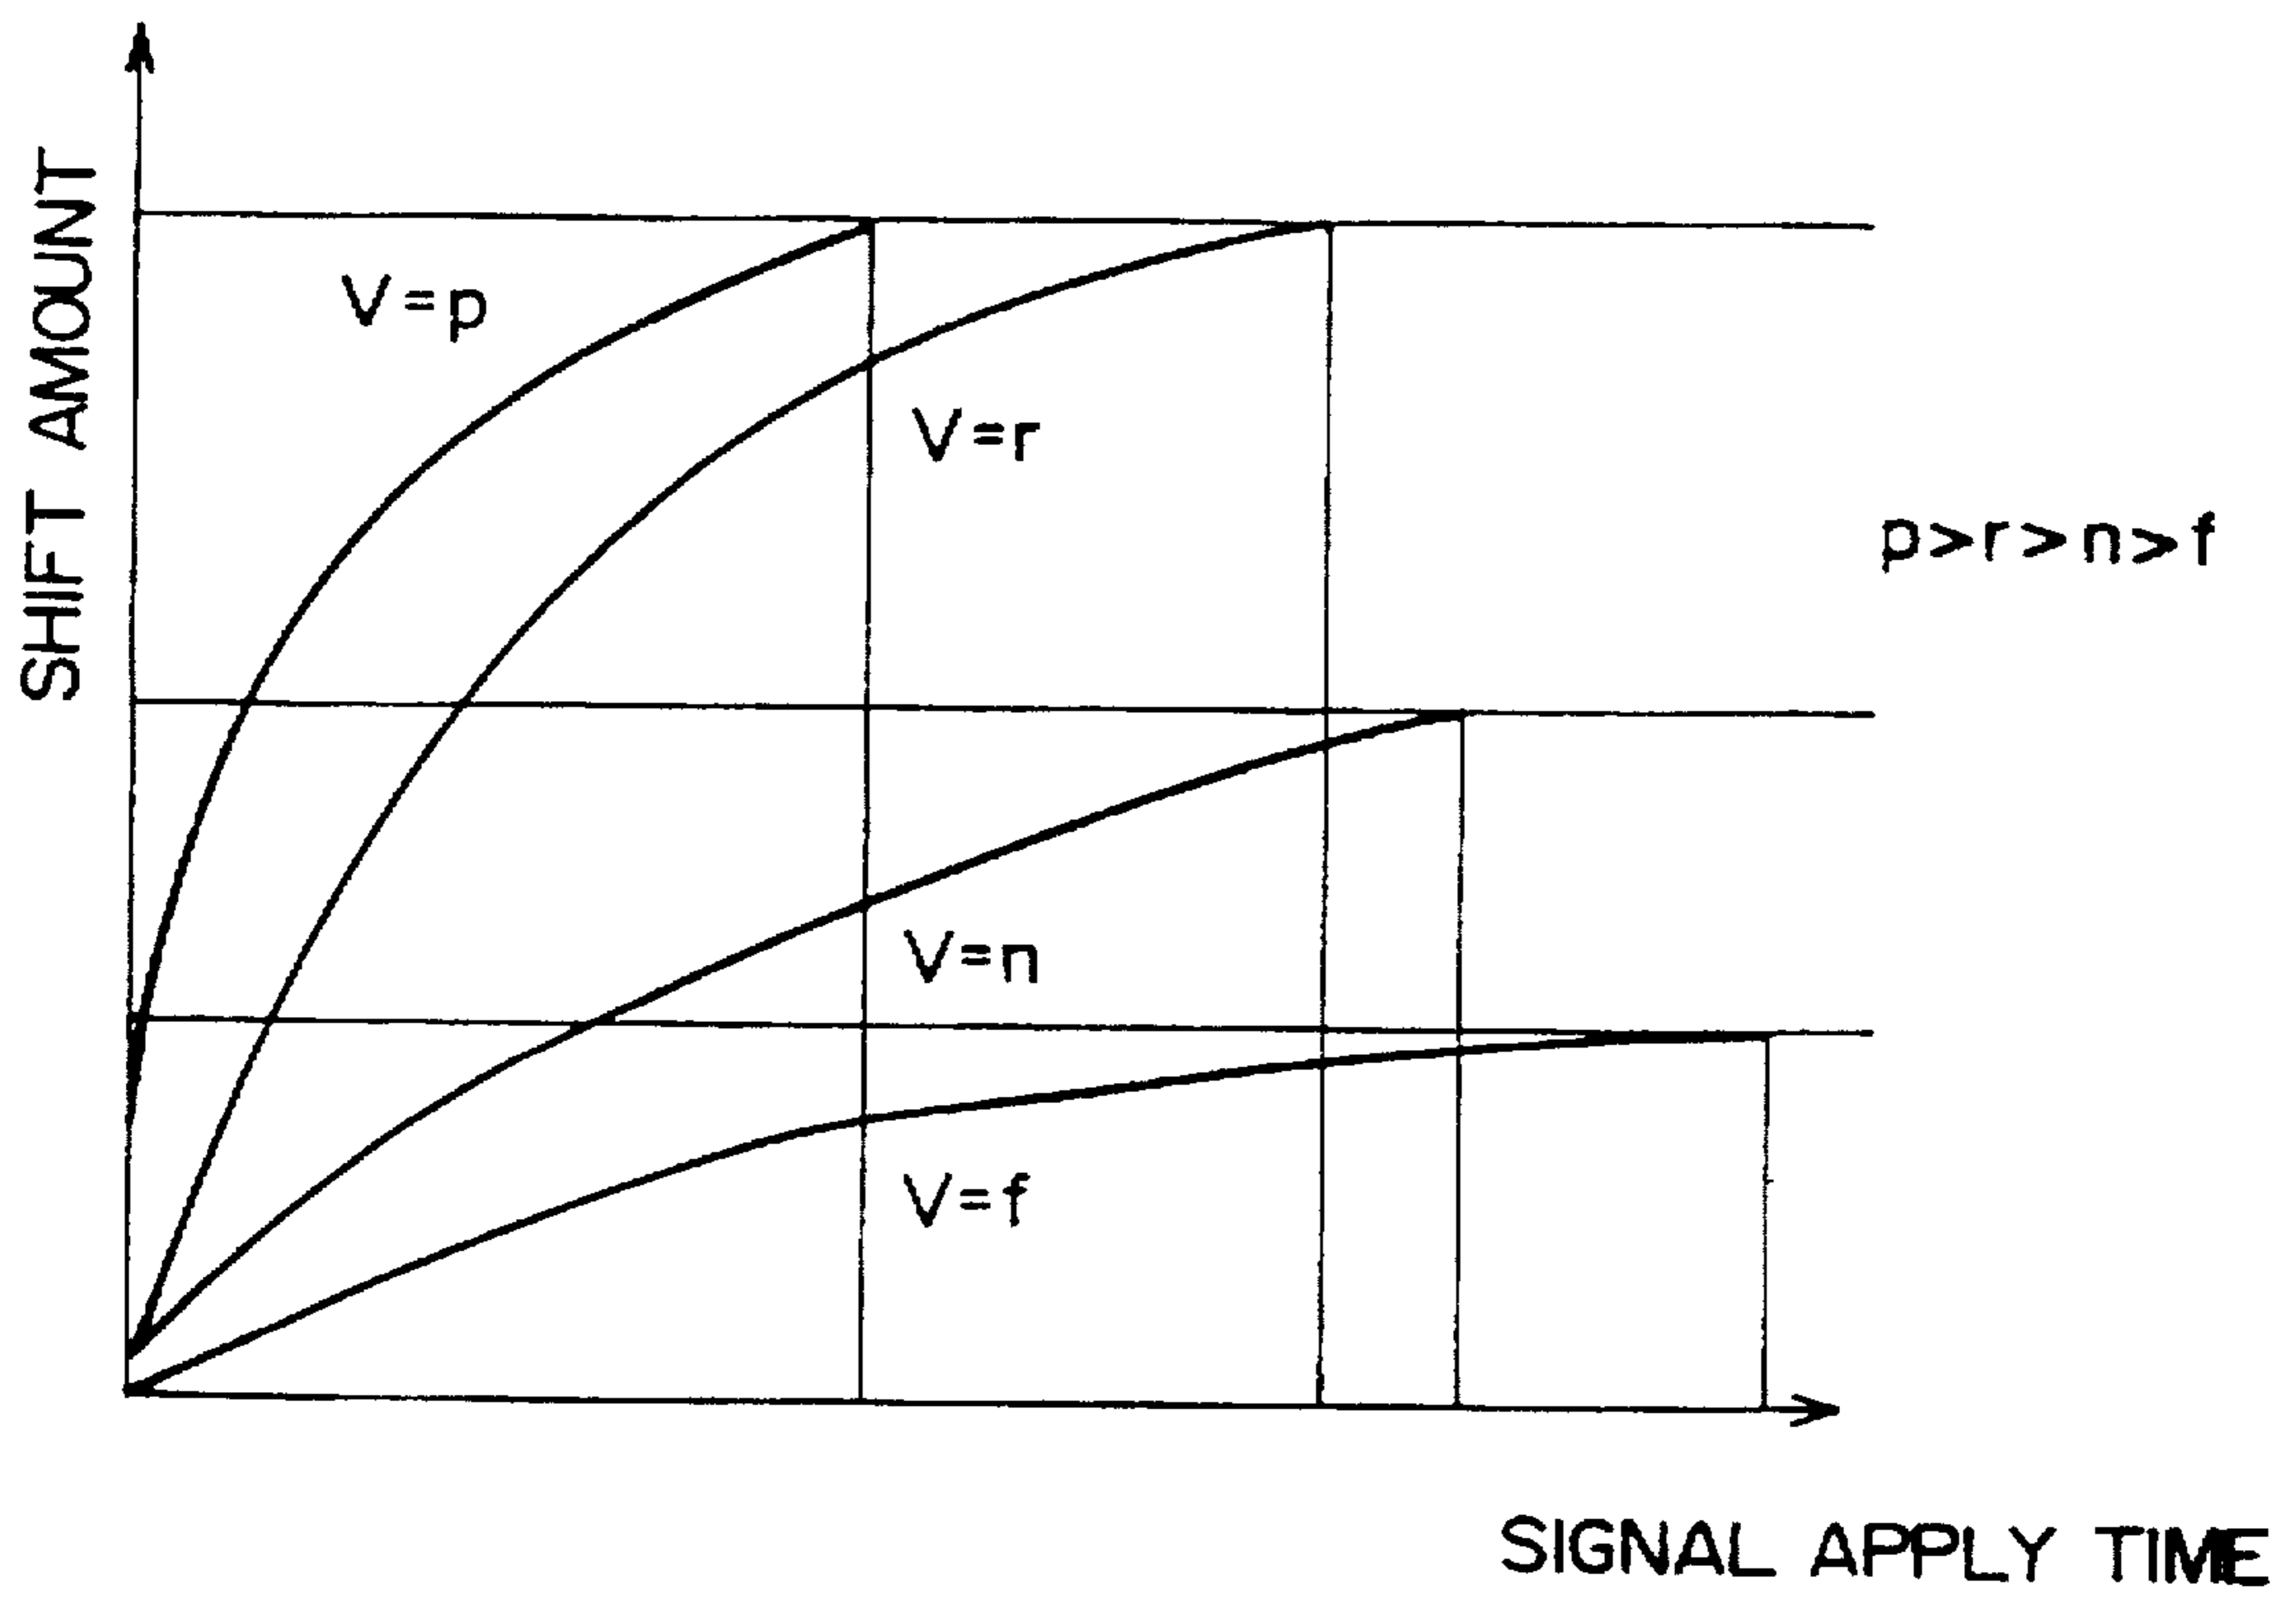 SHIFT AMOUNT
V=p
V=r
p>r>n>f
V=n
V=f
SIGNAL APPLY TIME